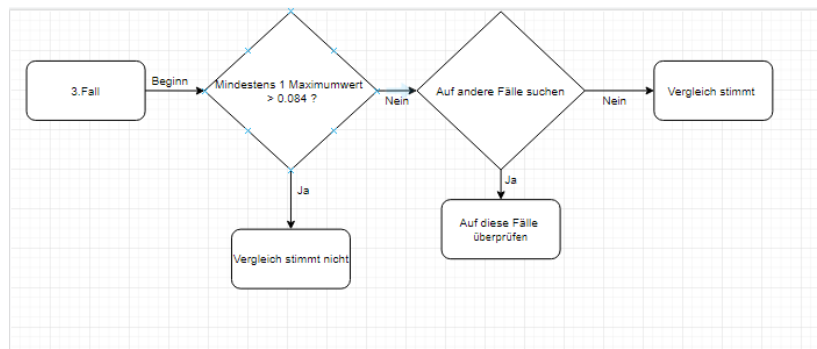 3.Fall
Beginn
Mindestens 1 Maximumwert
> 0.084 ?
Nein
Auf andere Fälle suchen
Nein
Vergleich stimmt
Ja
Vergleich stimmt nicht
Ja
Auf diese Fälle
überprüfen